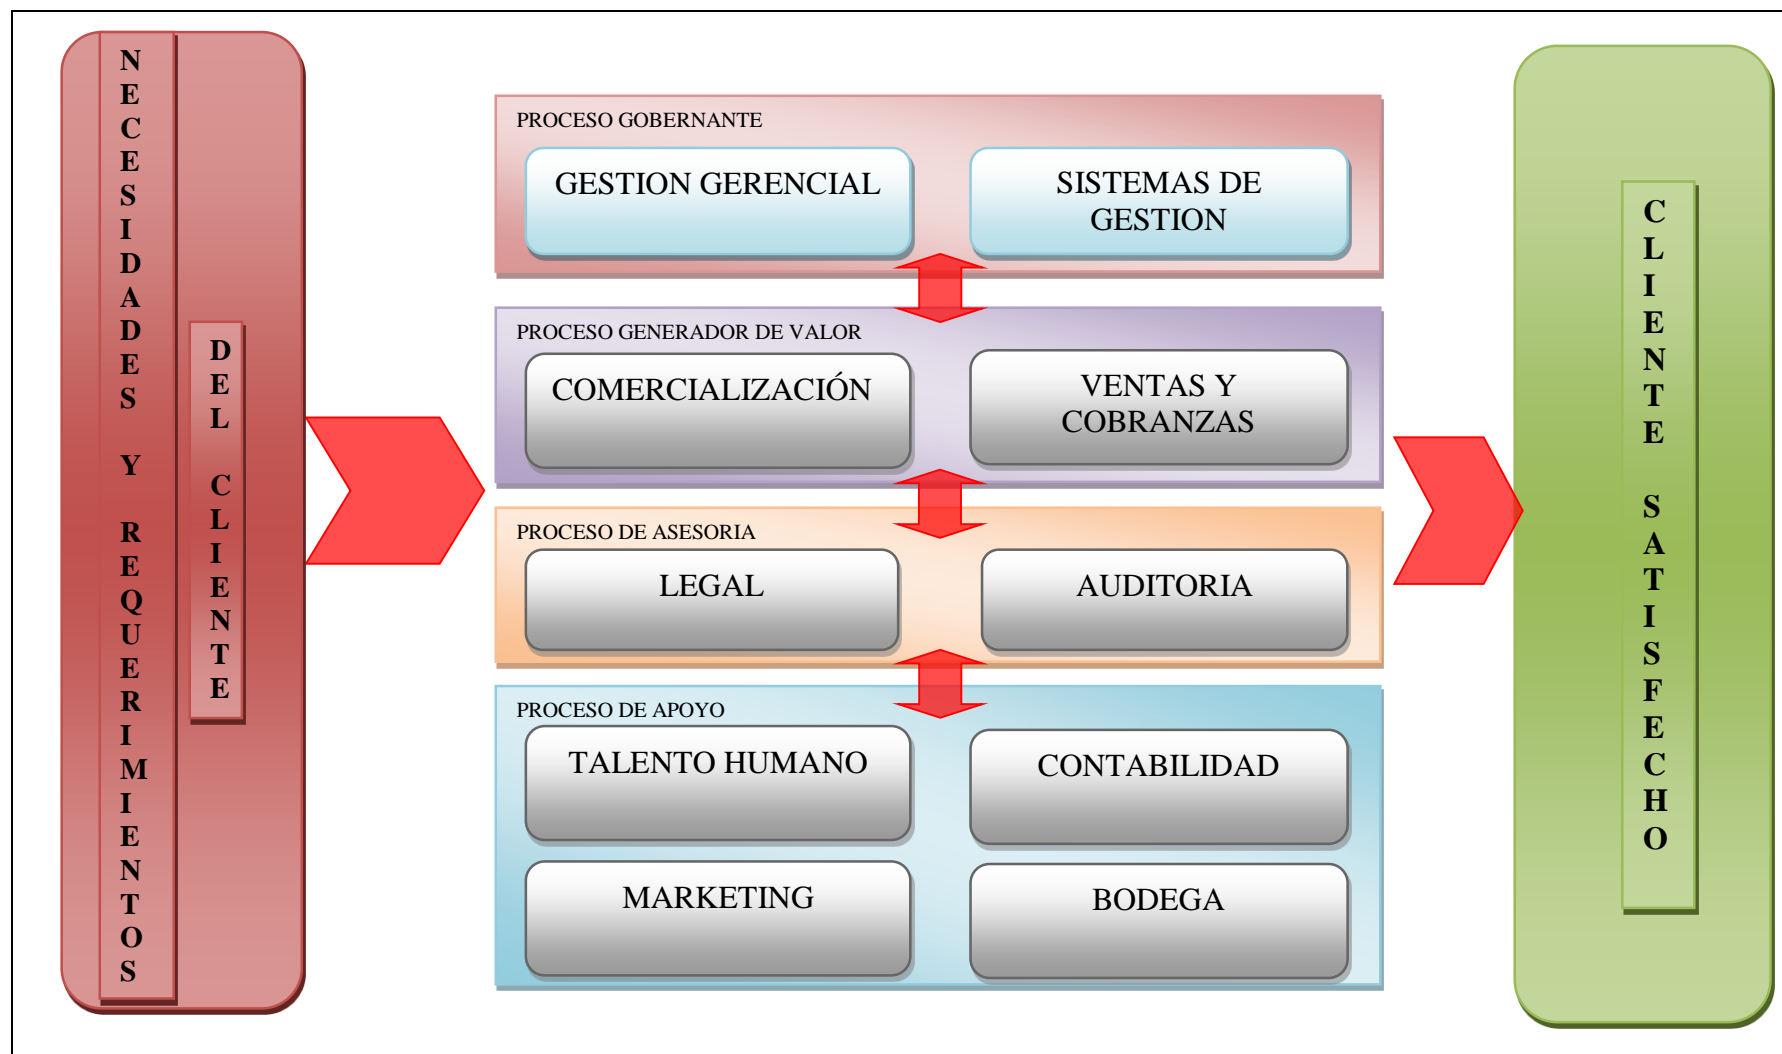 NECESIDADES Y REQUERIMIENTOS
DEL CLIENTE
PROCESO GOBERNANTE
GESTION GERENCIAL
SISTEMAS DE
GESTION
PROCESO GENERADOR DE VALOR
COMERCIALIZACIÓN
VENTAS Y
COBRANZAS
PROCESO DE ASESORIA
LEGAL
AUDITORIA
PROCESO DE APOYO
TALENTO HUMANO
CONTABILIDAD
MARKETING
BODEGA
CLIENTE SATISFECHO